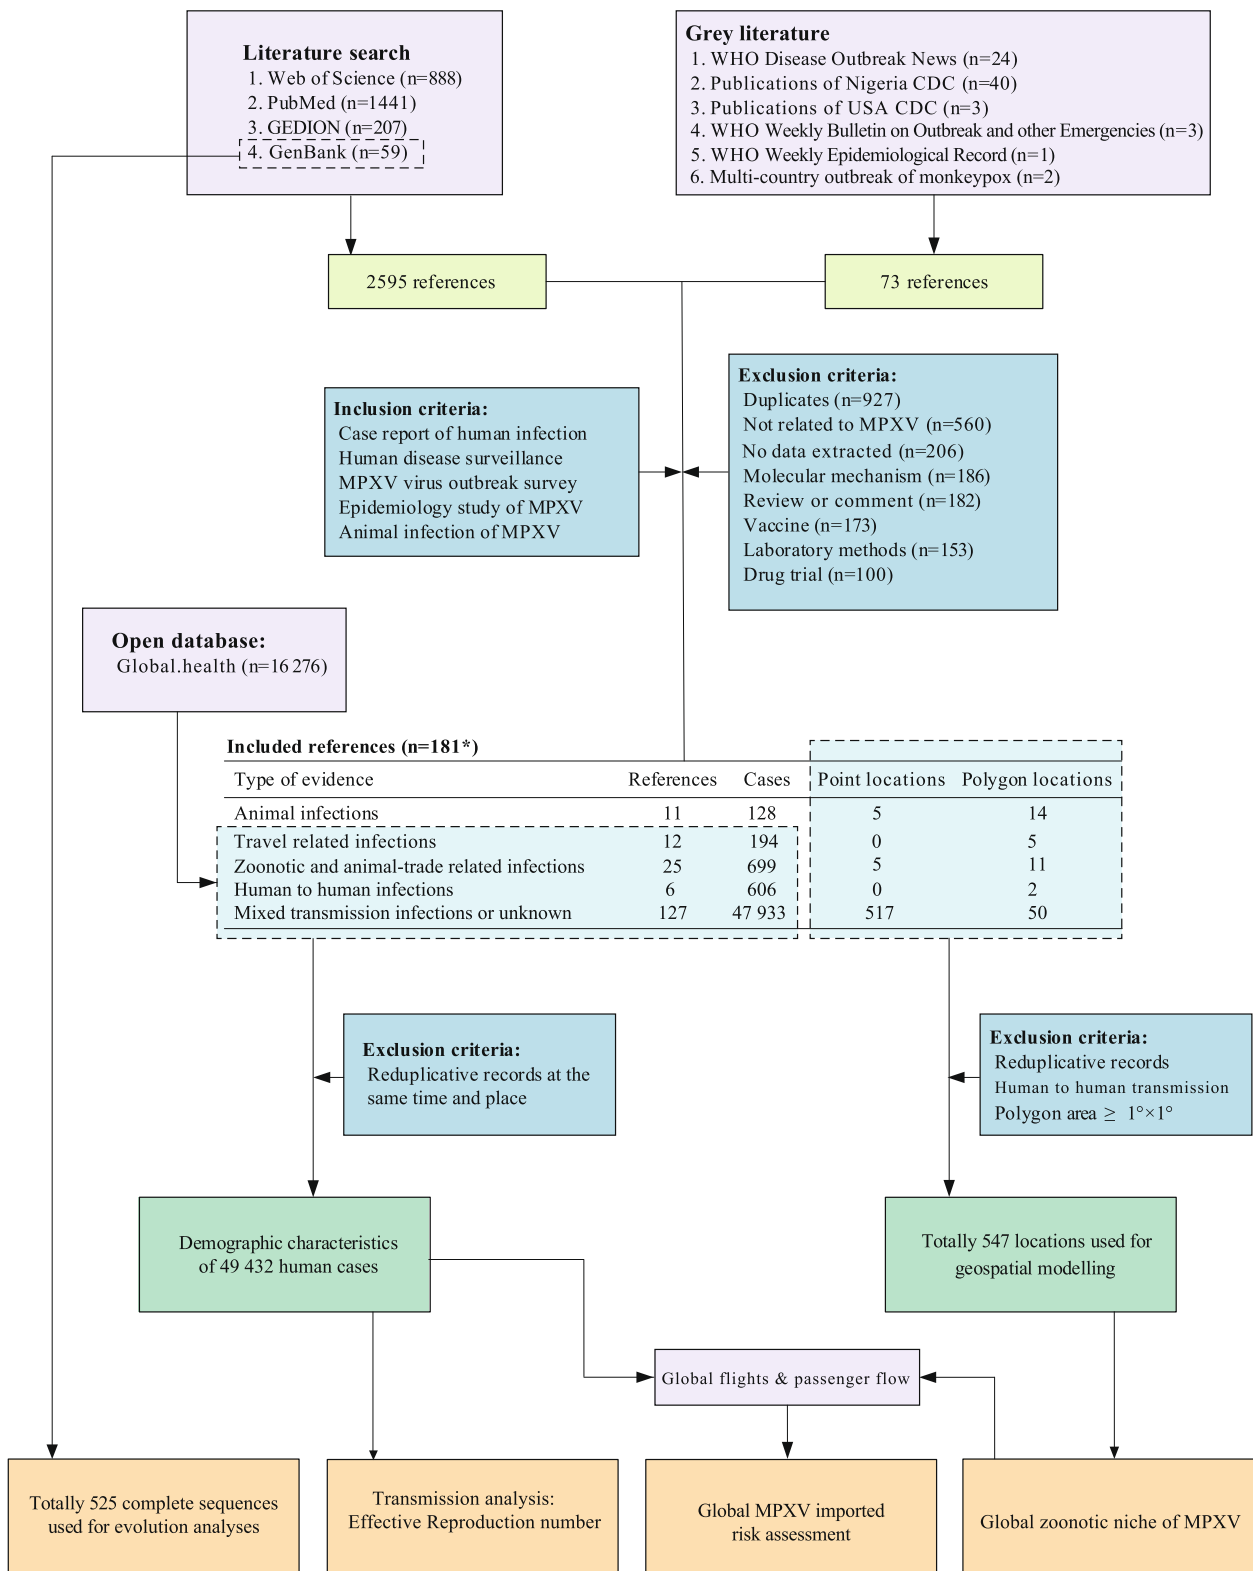 Literature search
1. Web of Science (n=888)
2. PubMed (n=1441)
3. GEDION (n=207)
4. GenBank (n=59)
Grey literature
1. WHO Disease Outbreak News (n=24)
2. Publications of Nigeria CDC (n=40)
3. Publications of USA CDC (n=3)
4. WHO Weekly Bulletin on Outbreak and other Emergencies (n=3)
5. WHO Weekly Epidemiological Record (n=1)
6. Multi-country outbreak of monkeypox (n=2)
2595 references
73 references
Inclusion criteria:
Case report of human infection
Human disease surveillance
MPXV virus outbreak survey
Epidemiology study of MPXV
Animal infection of MPXV
Exclusion criteria:
Duplicates (n=927)
Not related to MPXV (n=560)
No data extracted (n=206)
Molecular mechanism (n=186)
Review or comment (n=182)
Vaccine (n=173)
Laboratory methods (n=153)
Drug trial (n=100)
Open database:
Global.health (n=16 276)
Included references (n=181*)
Type of evidence References Cases Point locations Polygon locations
Animal infections 11 128 5 14
Travel related infections 12 194 0 5
Zoonotic and animal-trade related infections 25 699 5 11
Human to human infections 6 606 0 2
Mixed transmission infections or unknown 127 47 933 517 50
Exclusion criteria:
Reduplicative records at the
same time and place
Exclusion criteria:
Reduplicative records
Human to human transmission
Polygon area ≥ 1°×1°
Demographic characteristics
of 49 432 human cases
Totally 547 locations used for
geospatial modelling
Global flights & passenger flow
Totally 525 complete sequences
used for evolution analyses
Transmission analysis:
Effective Reproduction number
Global MPXV imported
risk assessment
Global zoonotic niche of MPXV